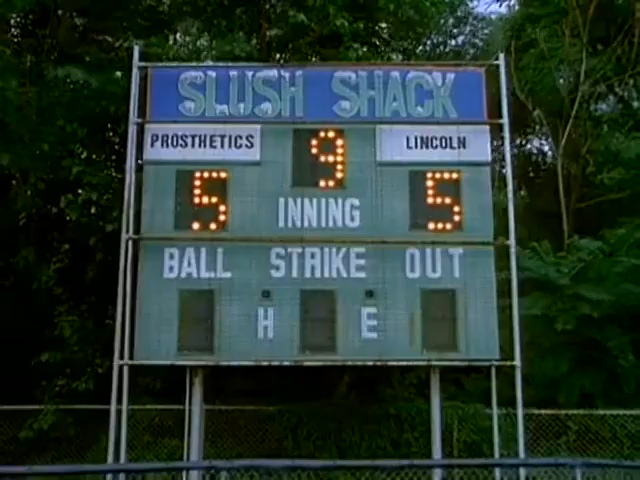 SLUSH SHACK
PROSTHETICS 9 LINCOLN
5 INNING 5
BALL STRIKE OUT
H E